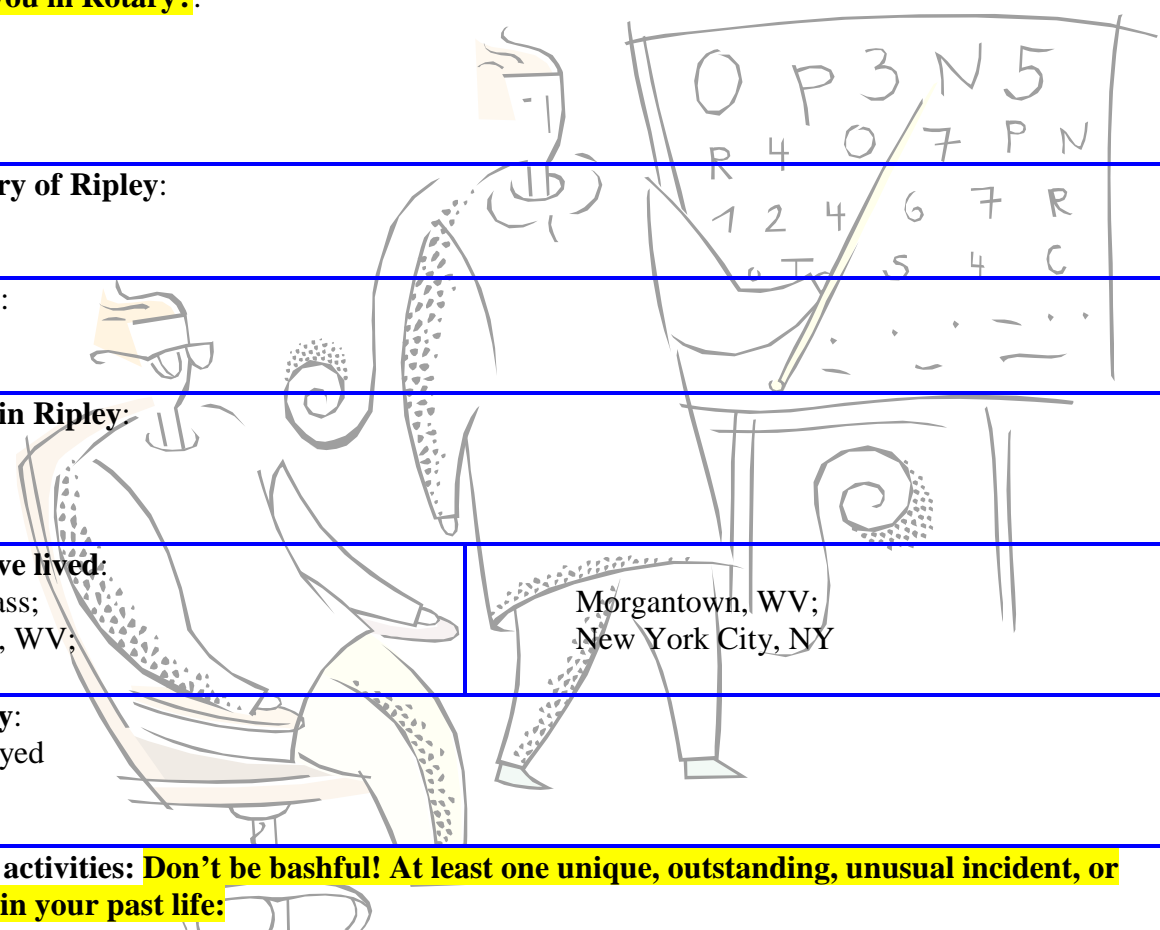 you in Rotary?:
O P 3 N 5
R 4 O 7 P N
ry of Ripley:
1 2 4 6 7 R
S 4 C
:
in Ripley:
ve lived:
ass;
Morgantown, WV;
, WV;
New York City, NY
y:
yed
activities: Don’t be bashful! At least one unique, outstanding, unusual incident, or
in your past life: